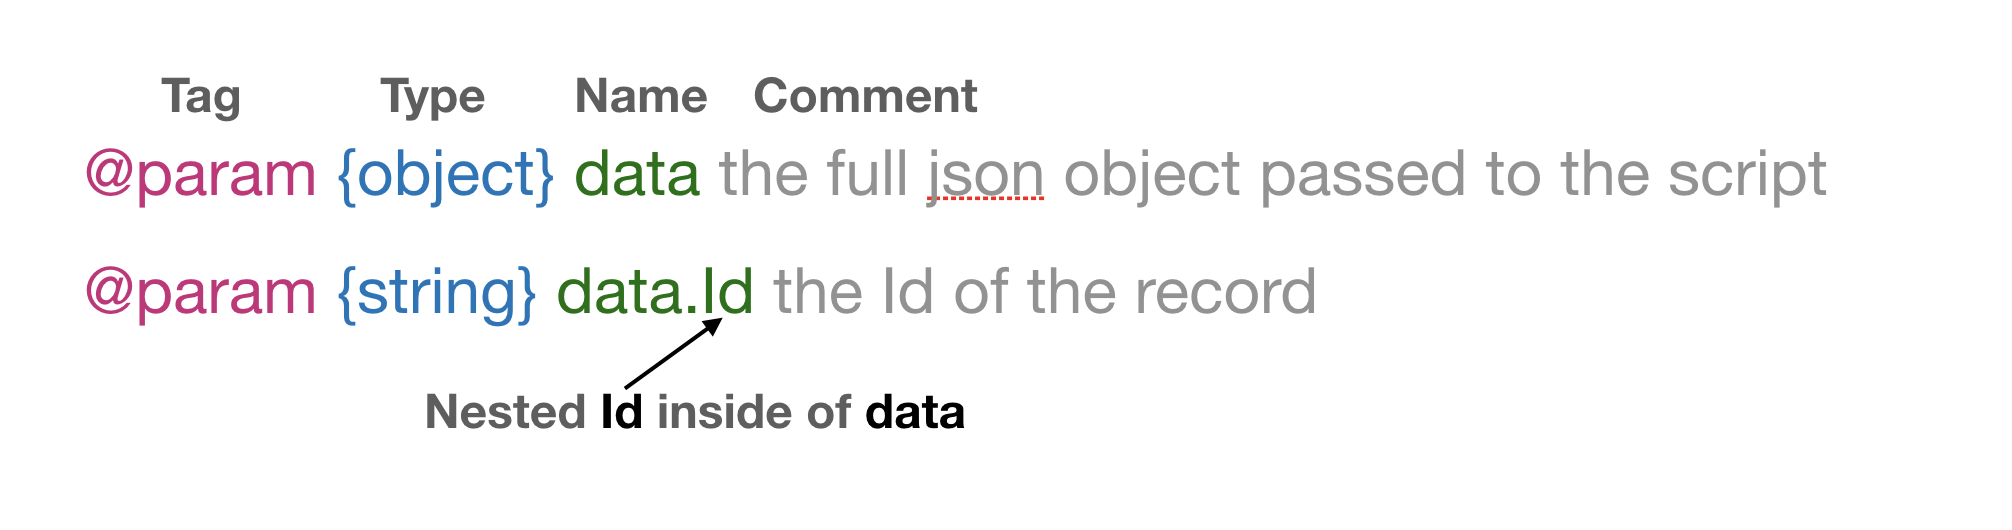 Tag Type Name Comment
@param {object} data the full json object passed to the script
@param {string} data.Id the Id of the record
Nested Id inside of data